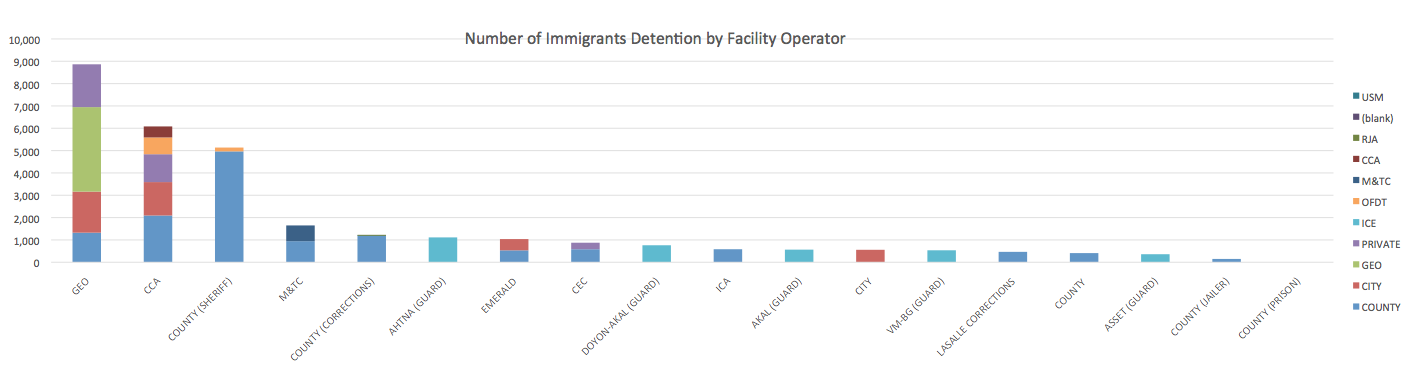 Number of Immigrants Detention by Facility Operator
10,000
9,000
8,000
7,000
6,000
5,000
4,000
3,000
2,000
1,000
0
GEO
CCA
COUNTY (SHERIFF)
M&TC
COUNTY (CORRECTIONS)
AHTNA (GUARD)
EMERALD
CEC
DOYON-AKAL (GUARD)
ICA
AKAL (GUARD)
CITY
VM-BG (GUARD)
LASALLE CORRECTIONS
COUNTY
ASSET (GUARD)
COUNTY (JAILER)
COUNTY (PRISON)
USM
(blank)
RJA
CCA
M&TC
OFDT
ICE
PRIVATE
GEO
CITY
COUNTY